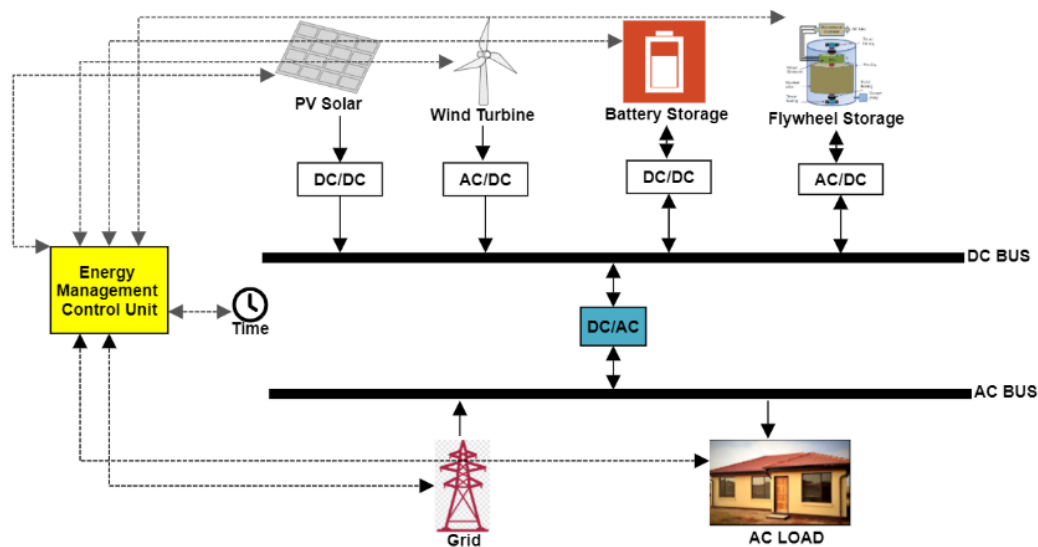 PV Solar
Wind Turbine
Battery Storage
Flywheel Storage
DC/DC
AC/DC
DC/DC
AC/DC
DC BUS
Energy
Management
Control Unit
Time
DC/AC
AC BUS
Grid
AC LOAD